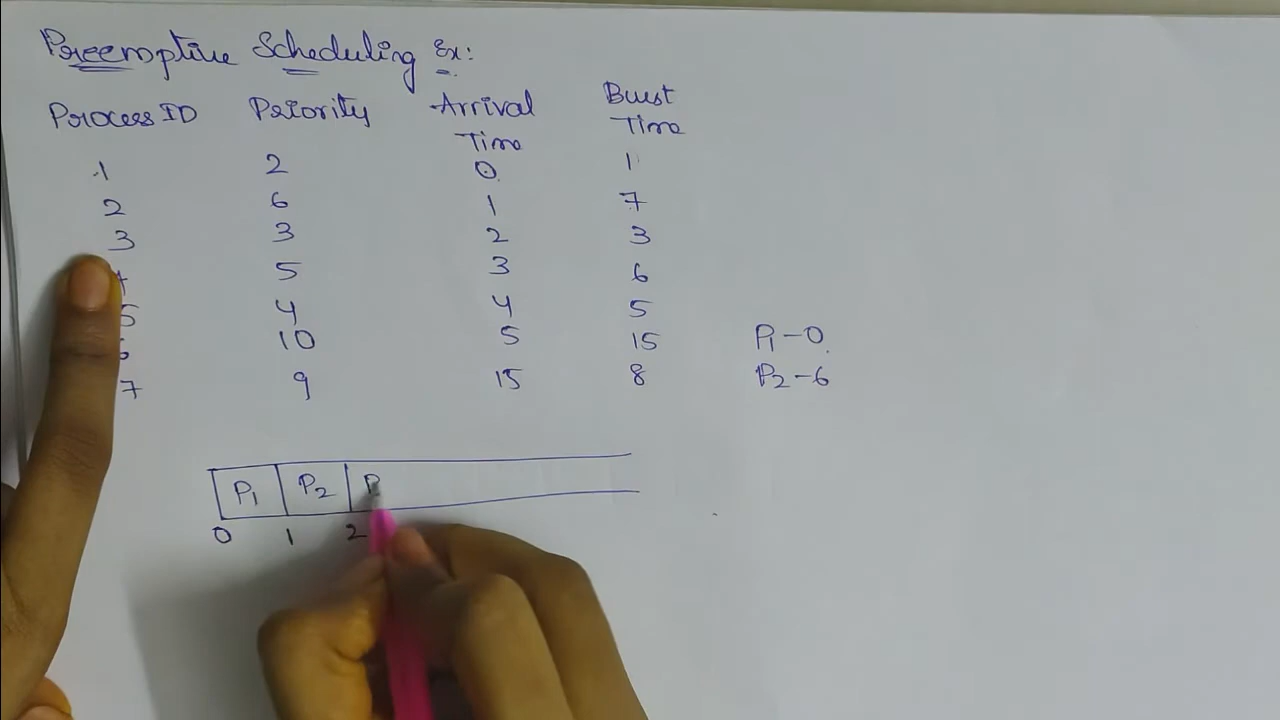 Preemptive Scheduling Ex:
Process ID Priority Arrival Time Burst Time
1 2 0 1
2 6 1 7
3 3 2 3
5 3 6
5 4 4 5
10 5 15
7 9 15 8
P1 - 0
P2 - 6
P1 P2 P
0 1 2